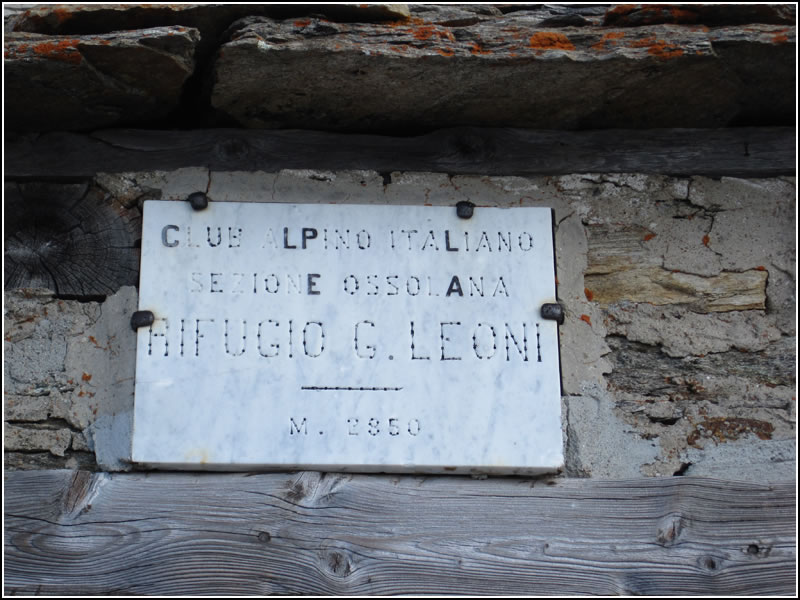 CLUB ALPINO ITALIANO
SEZIONE OSSOLANA
RIFUGIO G. LEONI
M. 2850